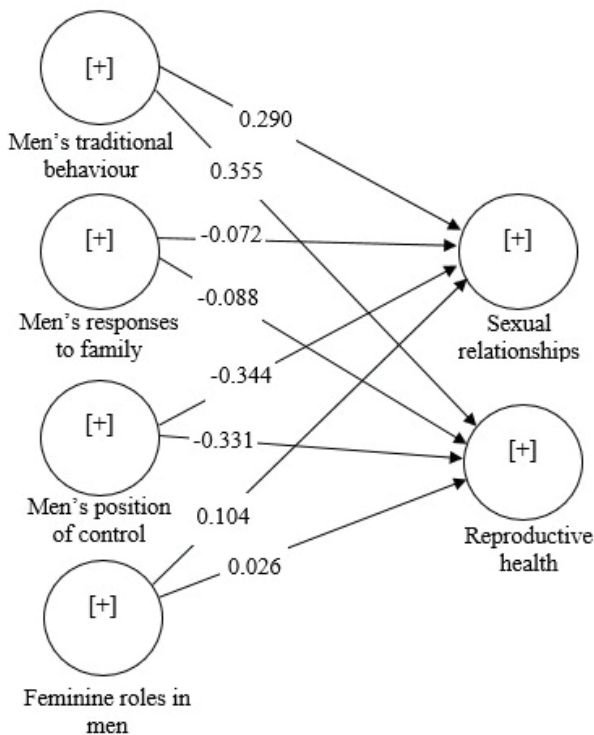 [+]
0.290
Men's traditional
behaviour
0.355
[+]
-0.072
[+]
-0.088
Men's responses
to family
Sexual
relationships
-0.344
[+]
-0.331
[+]
Men's position
of control
0.104
Reproductive
health
0.026
[+]
Feminine roles in
men